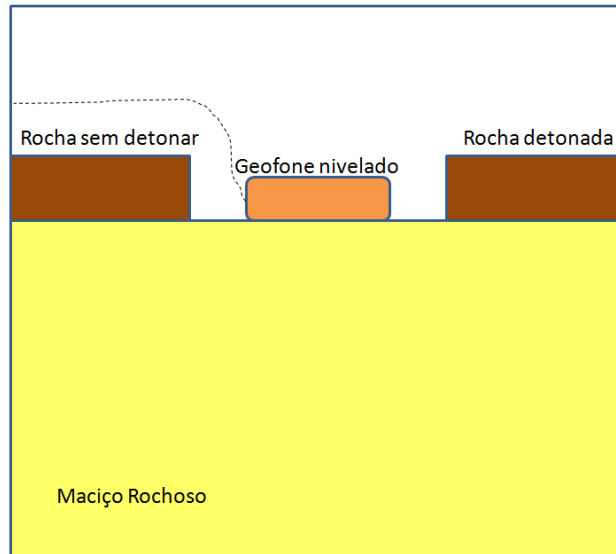 Rocha sem detonar
Rocha detonada
Geofone nivelado
Maciço Rochoso